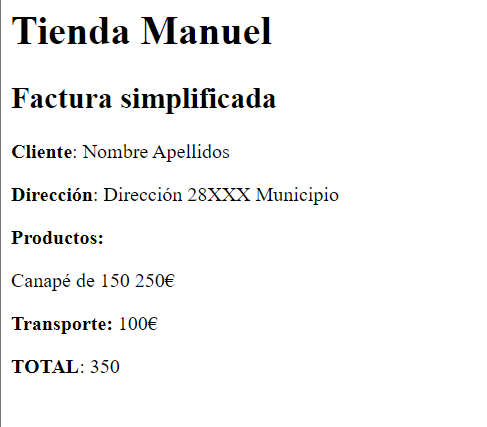 Tienda Manuel
Factura simplificada
Cliente: Nombre Apellidos
Dirección: Dirección 28XXX Municipio
Productos:
Canapé de 150 250€
Transporte: 100€
TOTAL: 350